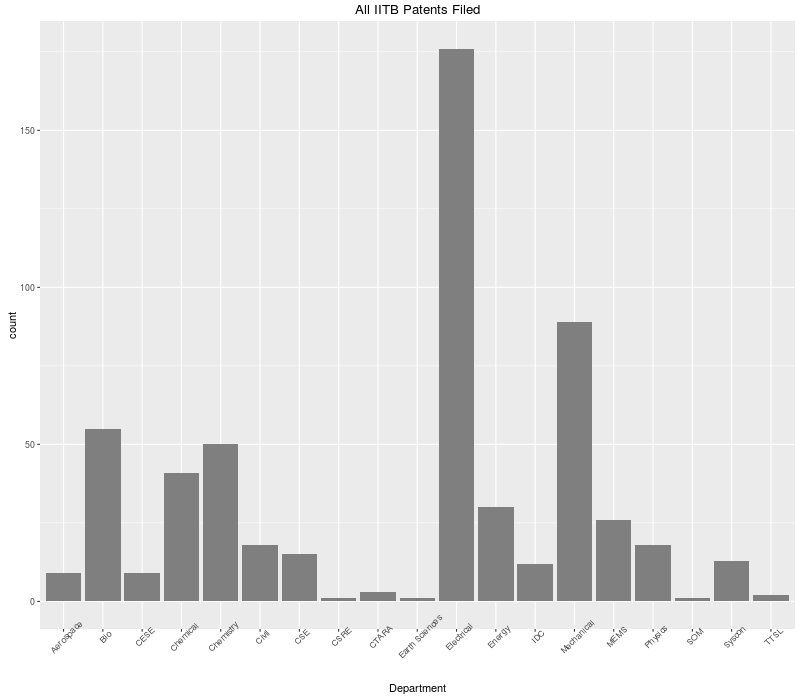 All IITB Patents Filed
count
150
100
50
0
Aerospace
Bio
CESE
Chemical
Chemistry
Civil
CSE
CSRE
CTARA
Earth Sciences
Electrical
Energy
IDC
Mechanical
MEMS
Physics
SOM
Syscon
TTSL
Department